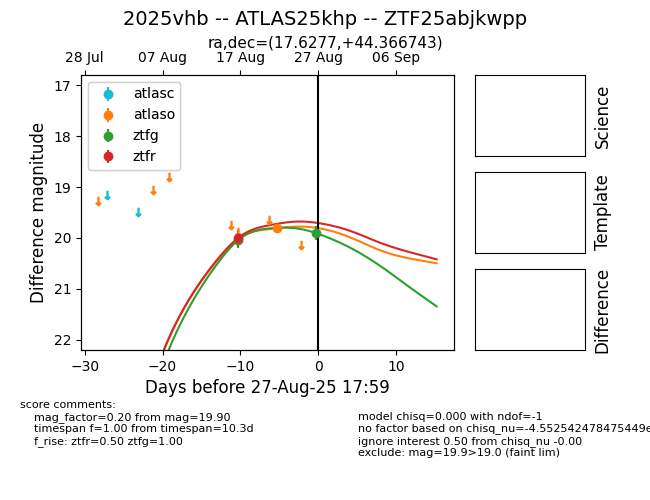 2025vhb -- ATLAS25khp -- ZTF25abjkwpp
ra,dec=(17.6277,+44.366743)
28 Jul
07 Aug
17 Aug
27 Aug
06 Sep
atlasc
atlaso
ztfg
ztfr
17
18
19
20
21
22
Difference magnitude
−30
−20
−10
0
10
Days before 27-Aug-25 17:59
Science
Template
Difference
score comments:
mag_factor=0.20 from mag=19.90
timespan f=1.00 from timespan=10.3d
f_rise: ztfr=0.50 ztfg=1.00
model chisq=0.000 with ndof=-1
no factor based on chisq_nu=-4.552542478475449e
ignore interest 0.50 from chisq_nu -0.00
exclude: mag=19.9>19.0 (faint lim)